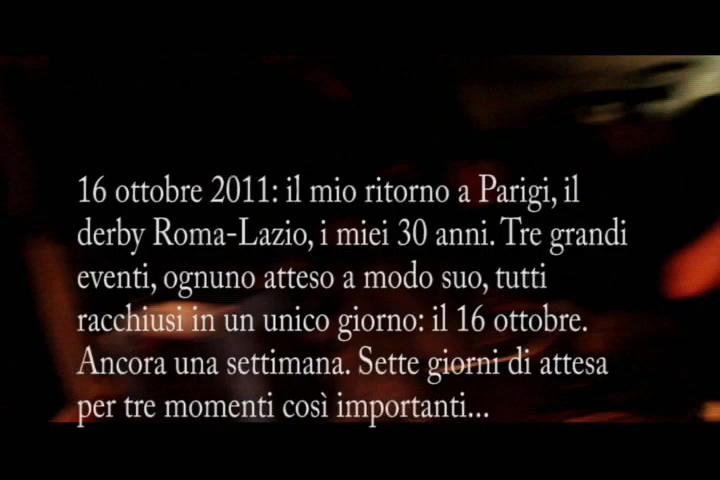 16 ottobre 2011: il mio ritorno a Parigi, il
derby Roma-Lazio, i miei 30 anni. Tre grandi
eventi, ognuno atteso a modo suo, tutti
racchiusi in un unico giorno: il 16 ottobre.
Ancora una settimana. Sette giorni di attesa
per tre momenti così importanti...